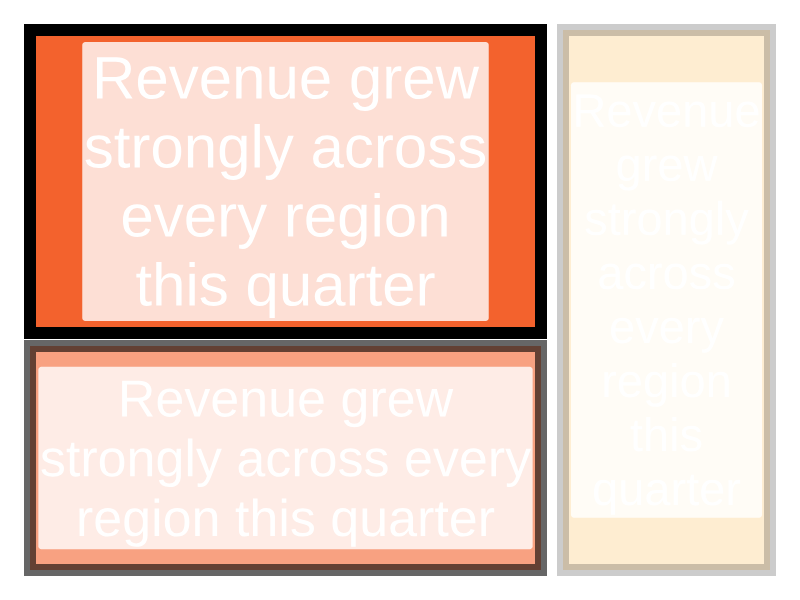 Revenue grew
strongly across
every region
this quarter
Revenue grew
strongly across every
region this quarter
Revenue
grew
strongly
across
every
region
this
quarter